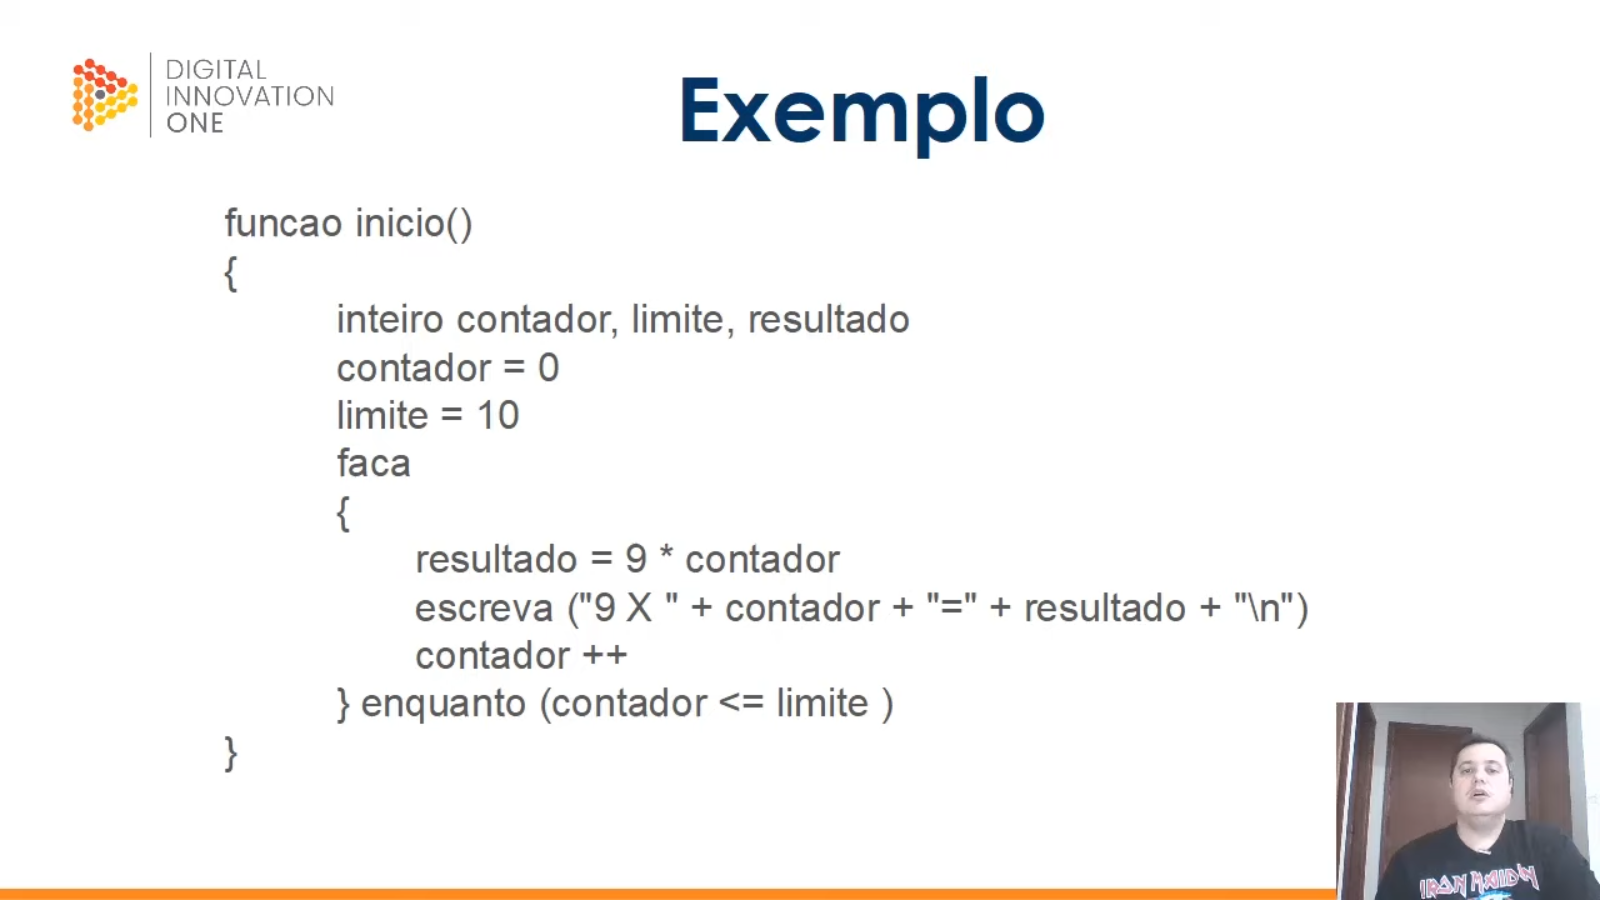 DIGITAL
INNOVATION
ONE
Exemplo
funcao inicio()
{
inteiro contador, limite, resultado
contador = 0
limite = 10
faca
{
resultado = 9 * contador
escreva ("9 X " + contador + "=" + resultado + "\n")
contador ++
} enquanto (contador <= limite )
}
IRON MAIDEN